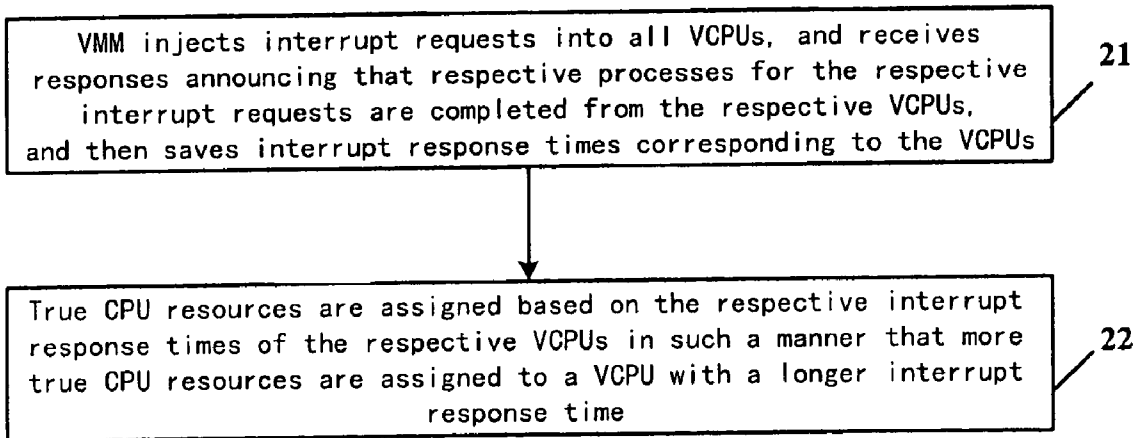 VMM injects interrupt requests into all VCPUs, and receives
responses announcing that respective processes for the respective
interrupt requests are completed from the respective VCPUs,
and then saves interrupt response times corresponding to the VCPUs
21
True CPU resources are assigned based on the respective interrupt
response times of the respective VCPUs in such a manner that more
true CPU resources are assigned to a VCPU with a longer interrupt
response time
22